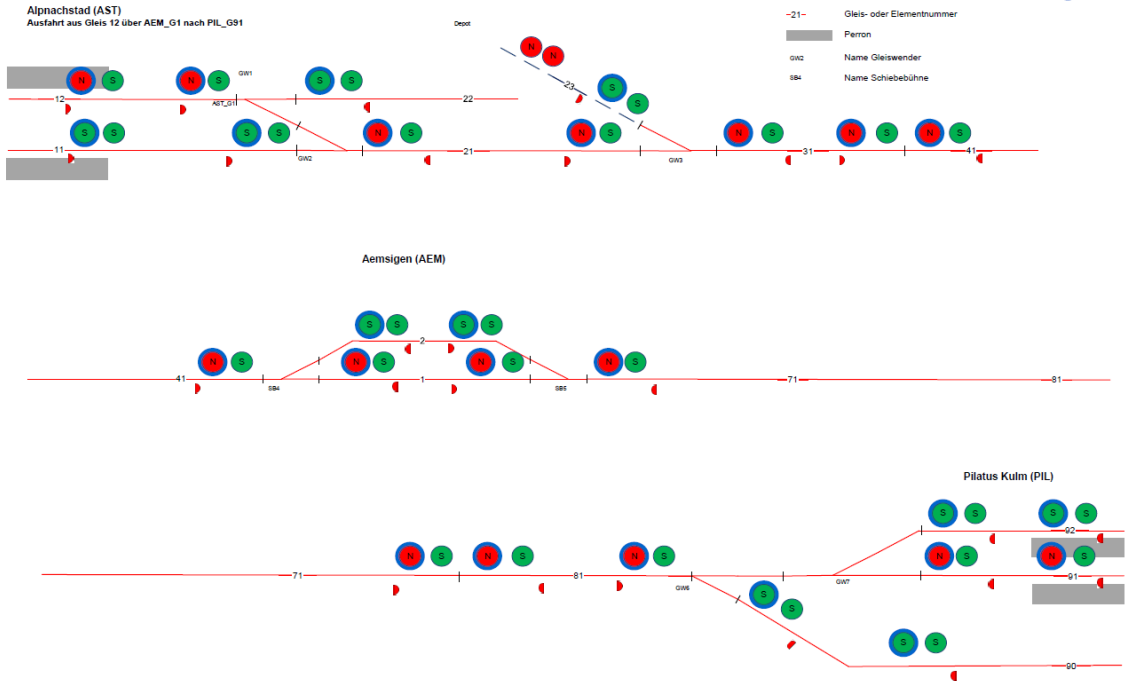 Alpnachstad (AST)
Ausfahrt aus Gleis 12 über AEM_G1 nach PIL_G91
Depot
–21– Gleis- oder Elementnummer
Perron
GW2 Name Gleiswender
SB4 Name Schiebebühne
N N
N S N S GW1 S S 23 S S
12 AST_G1 22
S S S S N S N S N S N S N S
11 GW2 21 GW3 31 41
Aemsigen (AEM)
S S S S
2
N S N S N S N S
41 SB4 1 SB5 71 81
Pilatus Kulm (PIL)
S S S S
92
N S N S N S N S N S
71 81 GW6 GW7 91
S S
S S
90